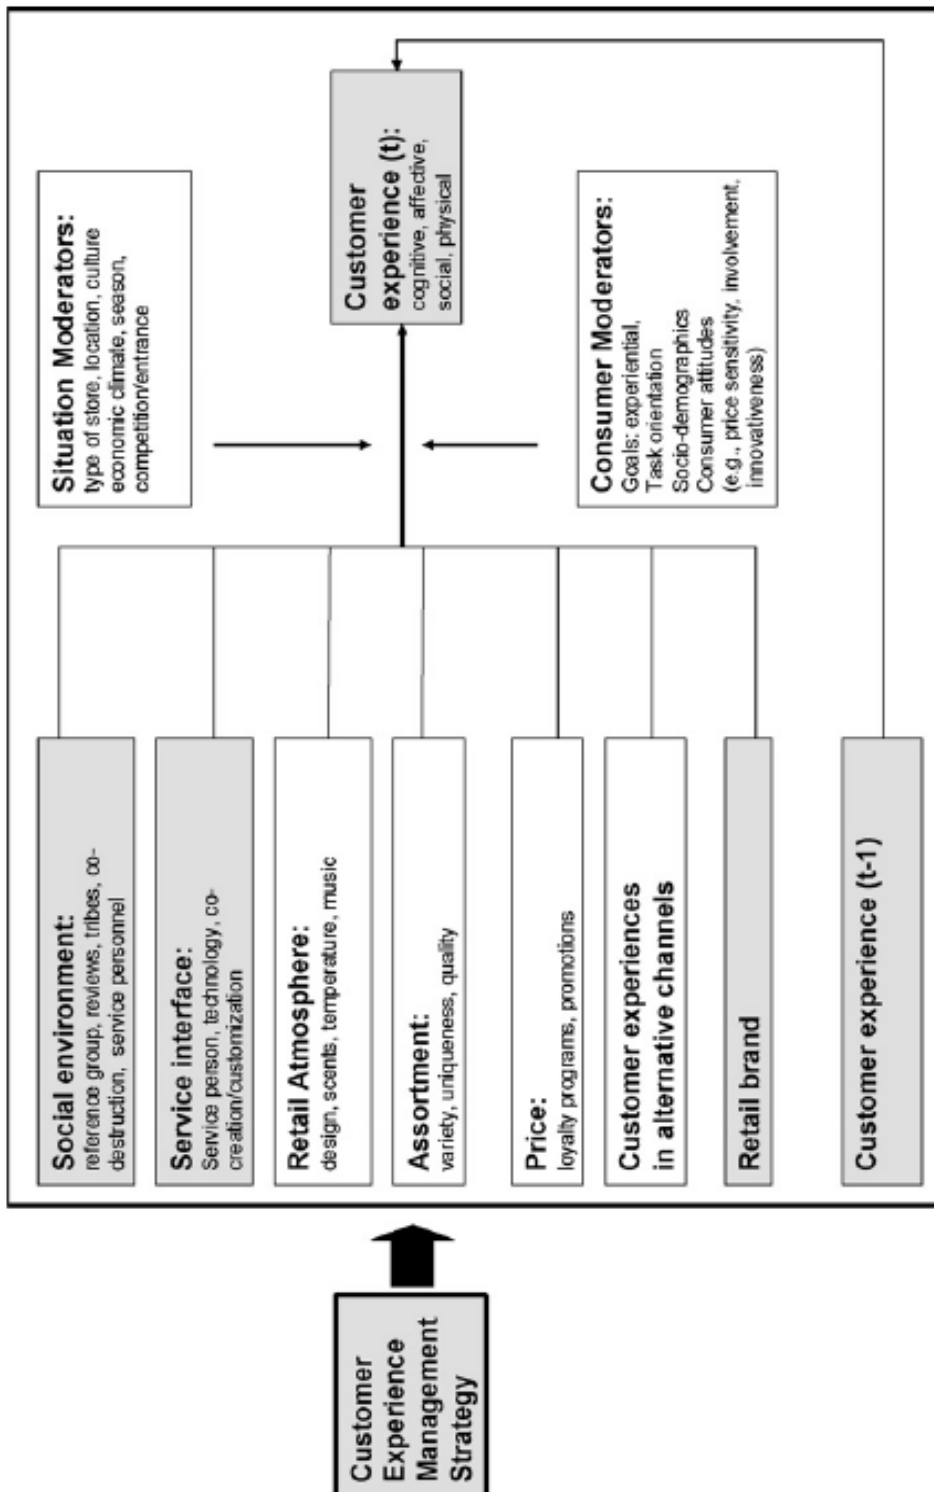 Customer
Experience
Management
Strategy
Social environment:
reference group, reviews, tribes, co-
destruction, service personnel
Service interface:
Service person, technology, co-
creation/customization
Retail Atmosphere:
design, scents, temperature, music
Assortment:
variety, uniqueness, quality
Price:
loyalty programs, promotions
Customer experiences
in alternative channels
Retail brand
Customer experience (t-1)
Situation Moderators:
type of store, location, culture
economic climate, season,
competition/entrance
Consumer Moderators:
Goals: experiential,
Task orientation
Socio-demographics
Consumer attitudes
(e.g., price sensitivity, involvement,
innovativeness)
Customer
experience (t):
cognitive, affective,
social, physical